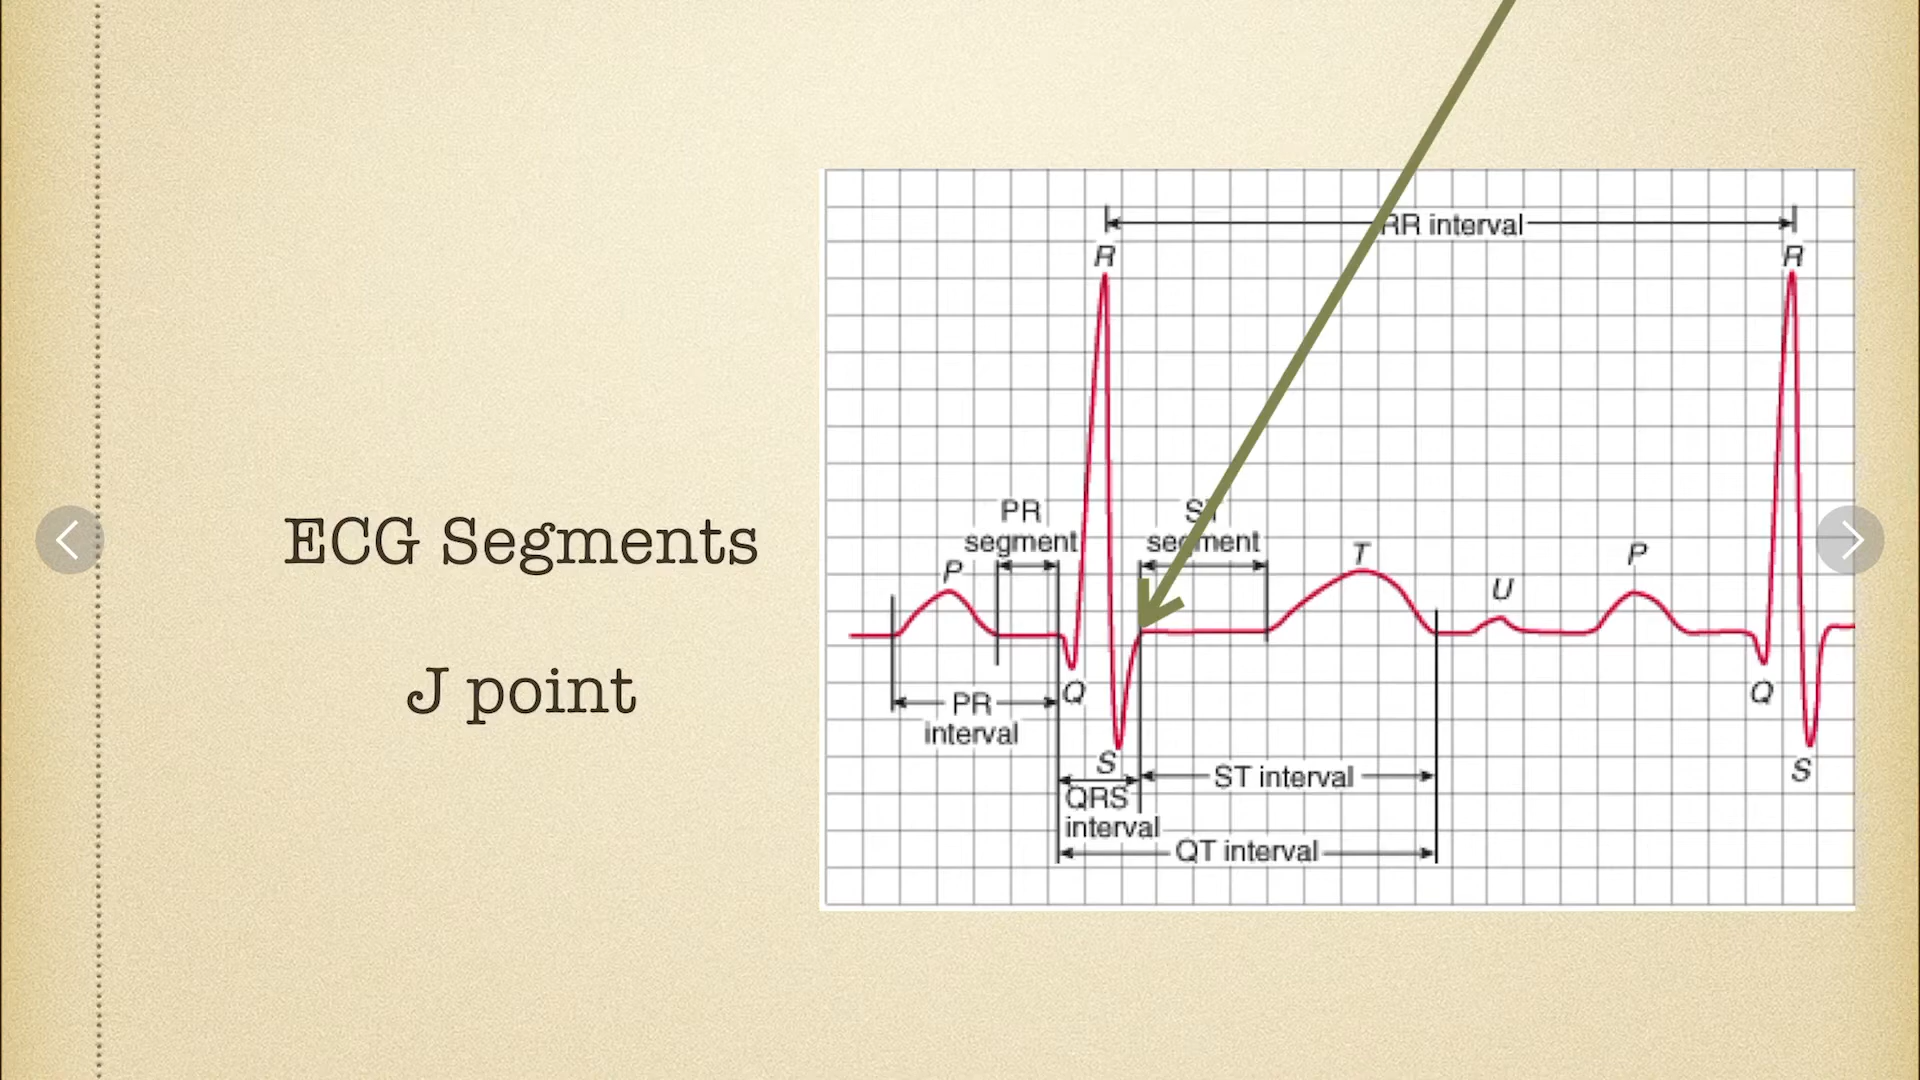 ECG Segments
J point
RR interval
R
R
PR
segment
ST
segment
P
T
U
P
Q
Q
PR
interval
S
S
ST interval
QRS
interval
QT interval